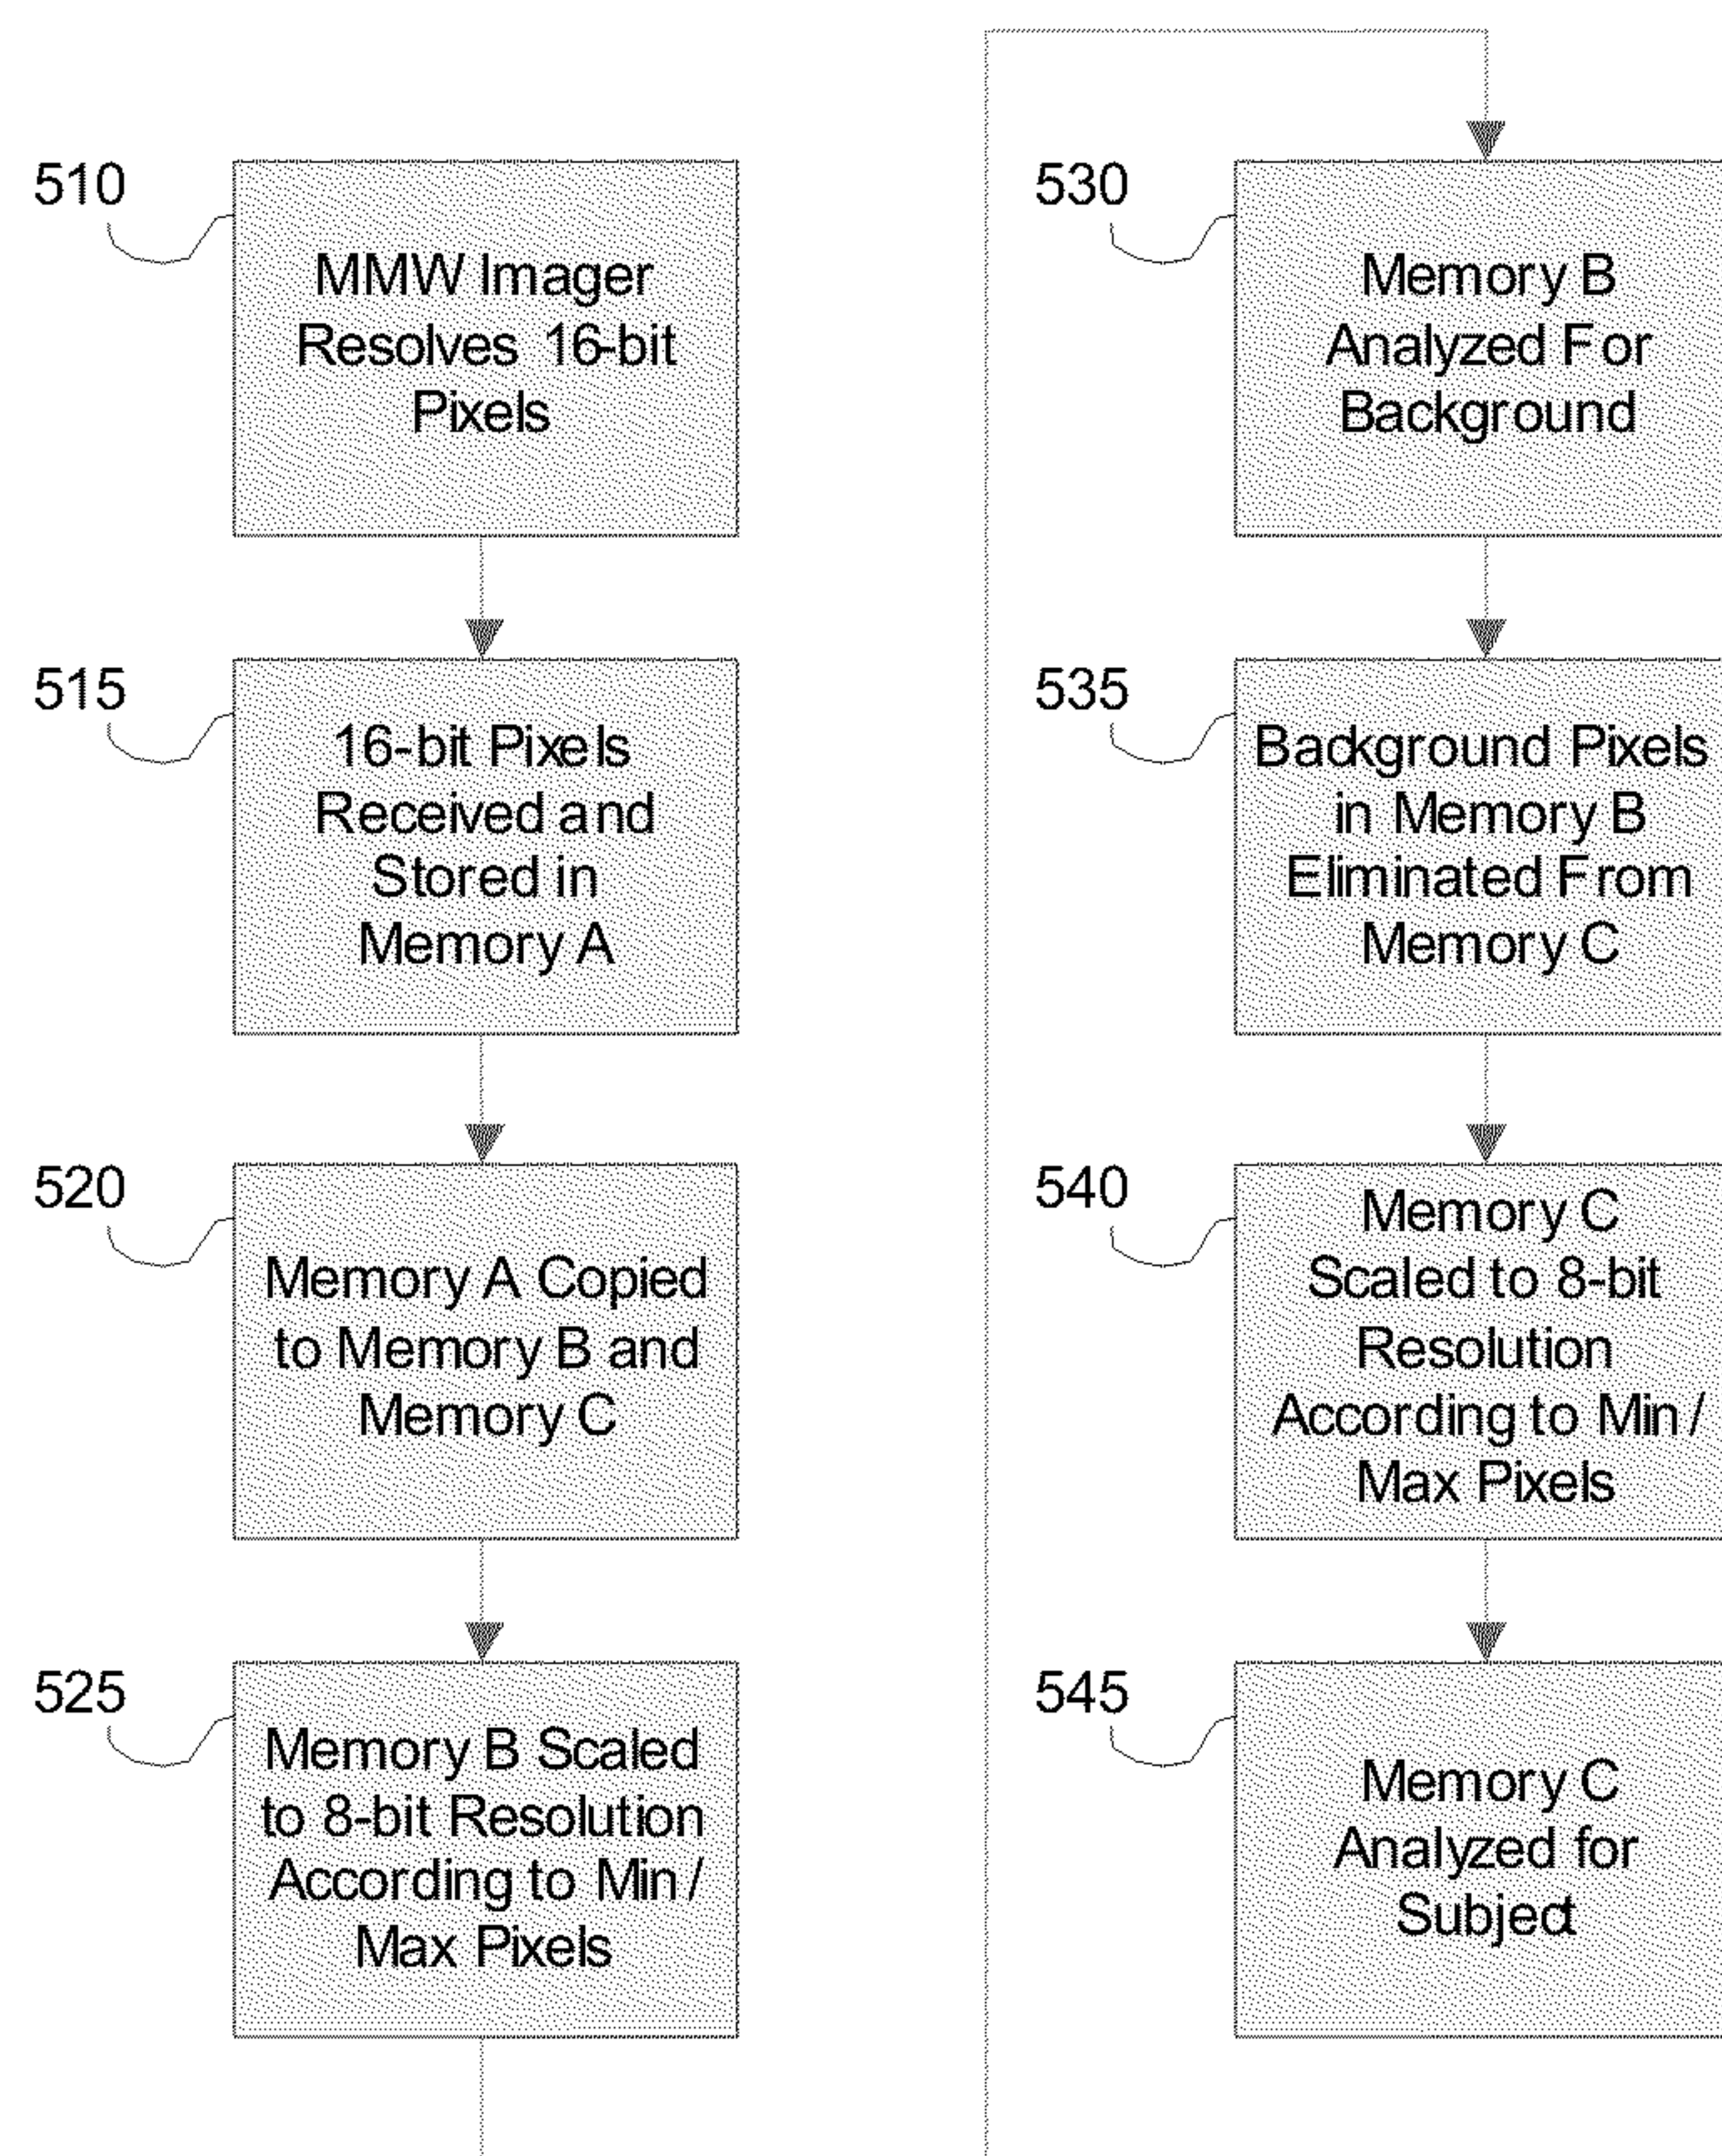 510
MMW Imager
Resolves 16-bit
Pixels
515
16-bit Pixels
Received and
Stored in
Memory A
520
Memory A Copied
to Memory B and
Memory C
525
Memory B Scaled
to 8-bit Resolution
According to Min /
Max Pixels
530
Memory B
Analyzed For
Background
535
Background Pixels
in Memory B
Eliminated From
Memory C
540
Memory C
Scaled to 8-bit
Resolution
According to Min /
Max Pixels
545
Memory C
Analyzed for
Subject